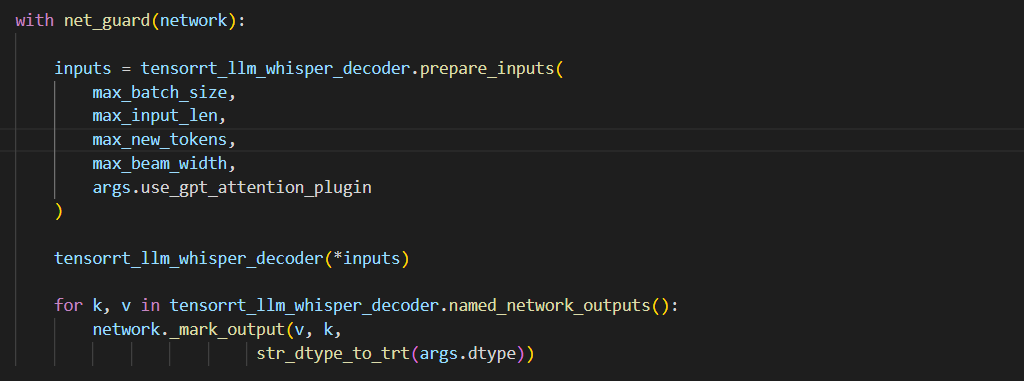 with net_guard(network):
inputs = tensorrt_llm_whisper_decoder.prepare_inputs(
max_batch_size,
max_input_len,
max_new_tokens,
max_beam_width,
args.use_gpt_attention_plugin
)
tensorrt_llm_whisper_decoder(*inputs)
for k, v in tensorrt_llm_whisper_decoder.named_network_outputs():
network._mark_output(v, k,
str_dtype_to_trt(args.dtype))